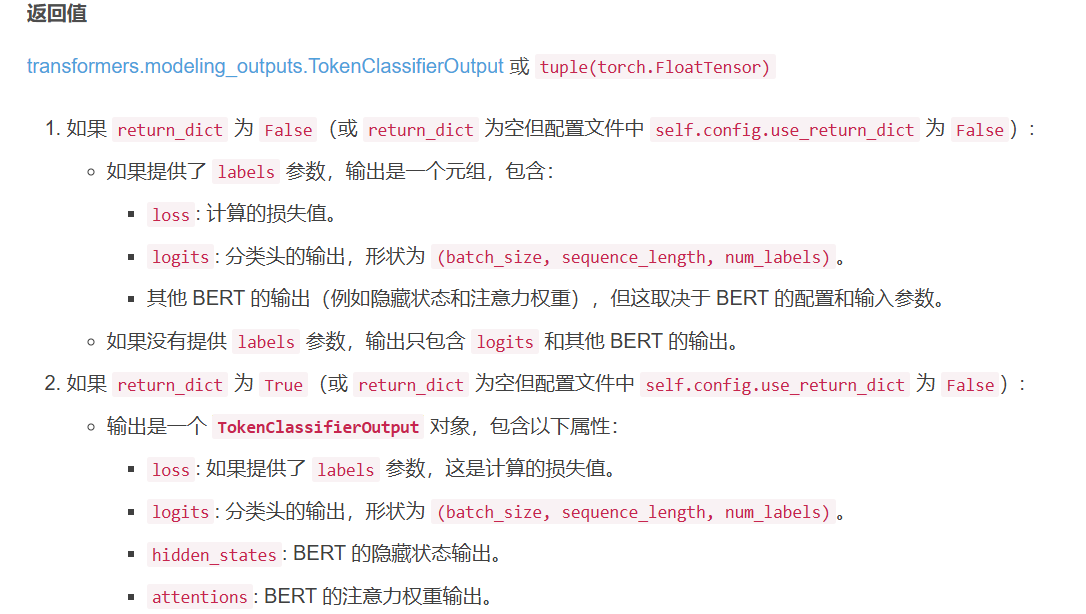 返回值
transformers.modeling_outputs.TokenClassifierOutput 或 tuple(torch.FloatTensor)
1. 如果 return_dict 为 False （或 return_dict 为空但配置文件中 self.config.use_return_dict 为 False）：
如果提供了 labels 参数，输出是一个元组，包含：
loss：计算的损失值。
logits：分类头的输出，形状为 (batch_size, sequence_length, num_labels) 。
其他 BERT 的输出（例如隐藏状态和注意力权重），但这取决于 BERT 的配置和输入参数。
如果没有提供 labels 参数，输出只包含 logits 和其他 BERT 的输出。
2. 如果 return_dict 为 True （或 return_dict 为空但配置文件中 self.config.use_return_dict 为 False）：
输出是一个 TokenClassifierOutput 对象，包含以下属性：
loss：如果提供了 labels 参数，这是计算的损失值。
logits：分类头的输出，形状为 (batch_size, sequence_length, num_labels) 。
hidden_states：BERT 的隐藏状态输出。
attentions：BERT 的注意力权重输出。